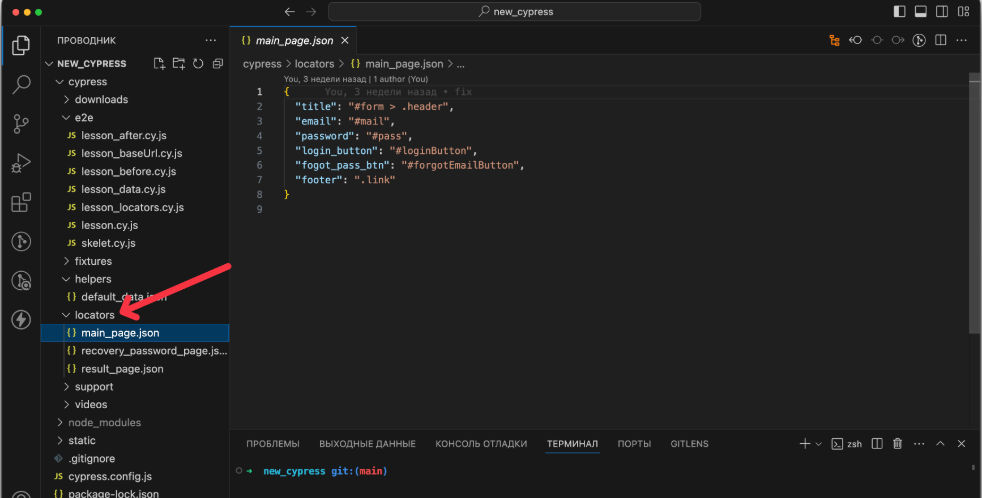 new_cypress
ПРОВОДНИК
NEW_CYPRESS
cypress
downloads
e2e
JS lesson_after.cy.js
JS lesson_baseUrl.cy.js
JS lesson_before.cy.js
JS lesson_data.cy.js
JS lesson_locators.cy.js
JS lesson.cy.js
JS skelet.cy.js
fixtures
helpers
{} default_data.json
locators
{} main_page.json
{} recovery_password_page.js...
{} result_page.json
support
videos
node_modules
static
.gitignore
JS cypress.config.js
{} package-lock.json
{} main_page.json
cypress > locators > {} main_page.json > ...
You, 3 недели назад | 1 author (You)
1 { You, 3 недели назад • fix
2 "title": "#form > .header",
3 "email": "#mail",
4 "password": "#pass",
5 "login_button": "#loginButton",
6 "fogot_pass_btn": "#forgotEmailButton",
7 "footer": ".link"
8 }
9
ПРОБЛЕМЫ ВЫХОДНЫЕ ДАННЫЕ КОНСОЛЬ ОТЛАДКИ ТЕРМИНАЛ ПОРТЫ GITLENS
zsh
new_cypress git:(main)